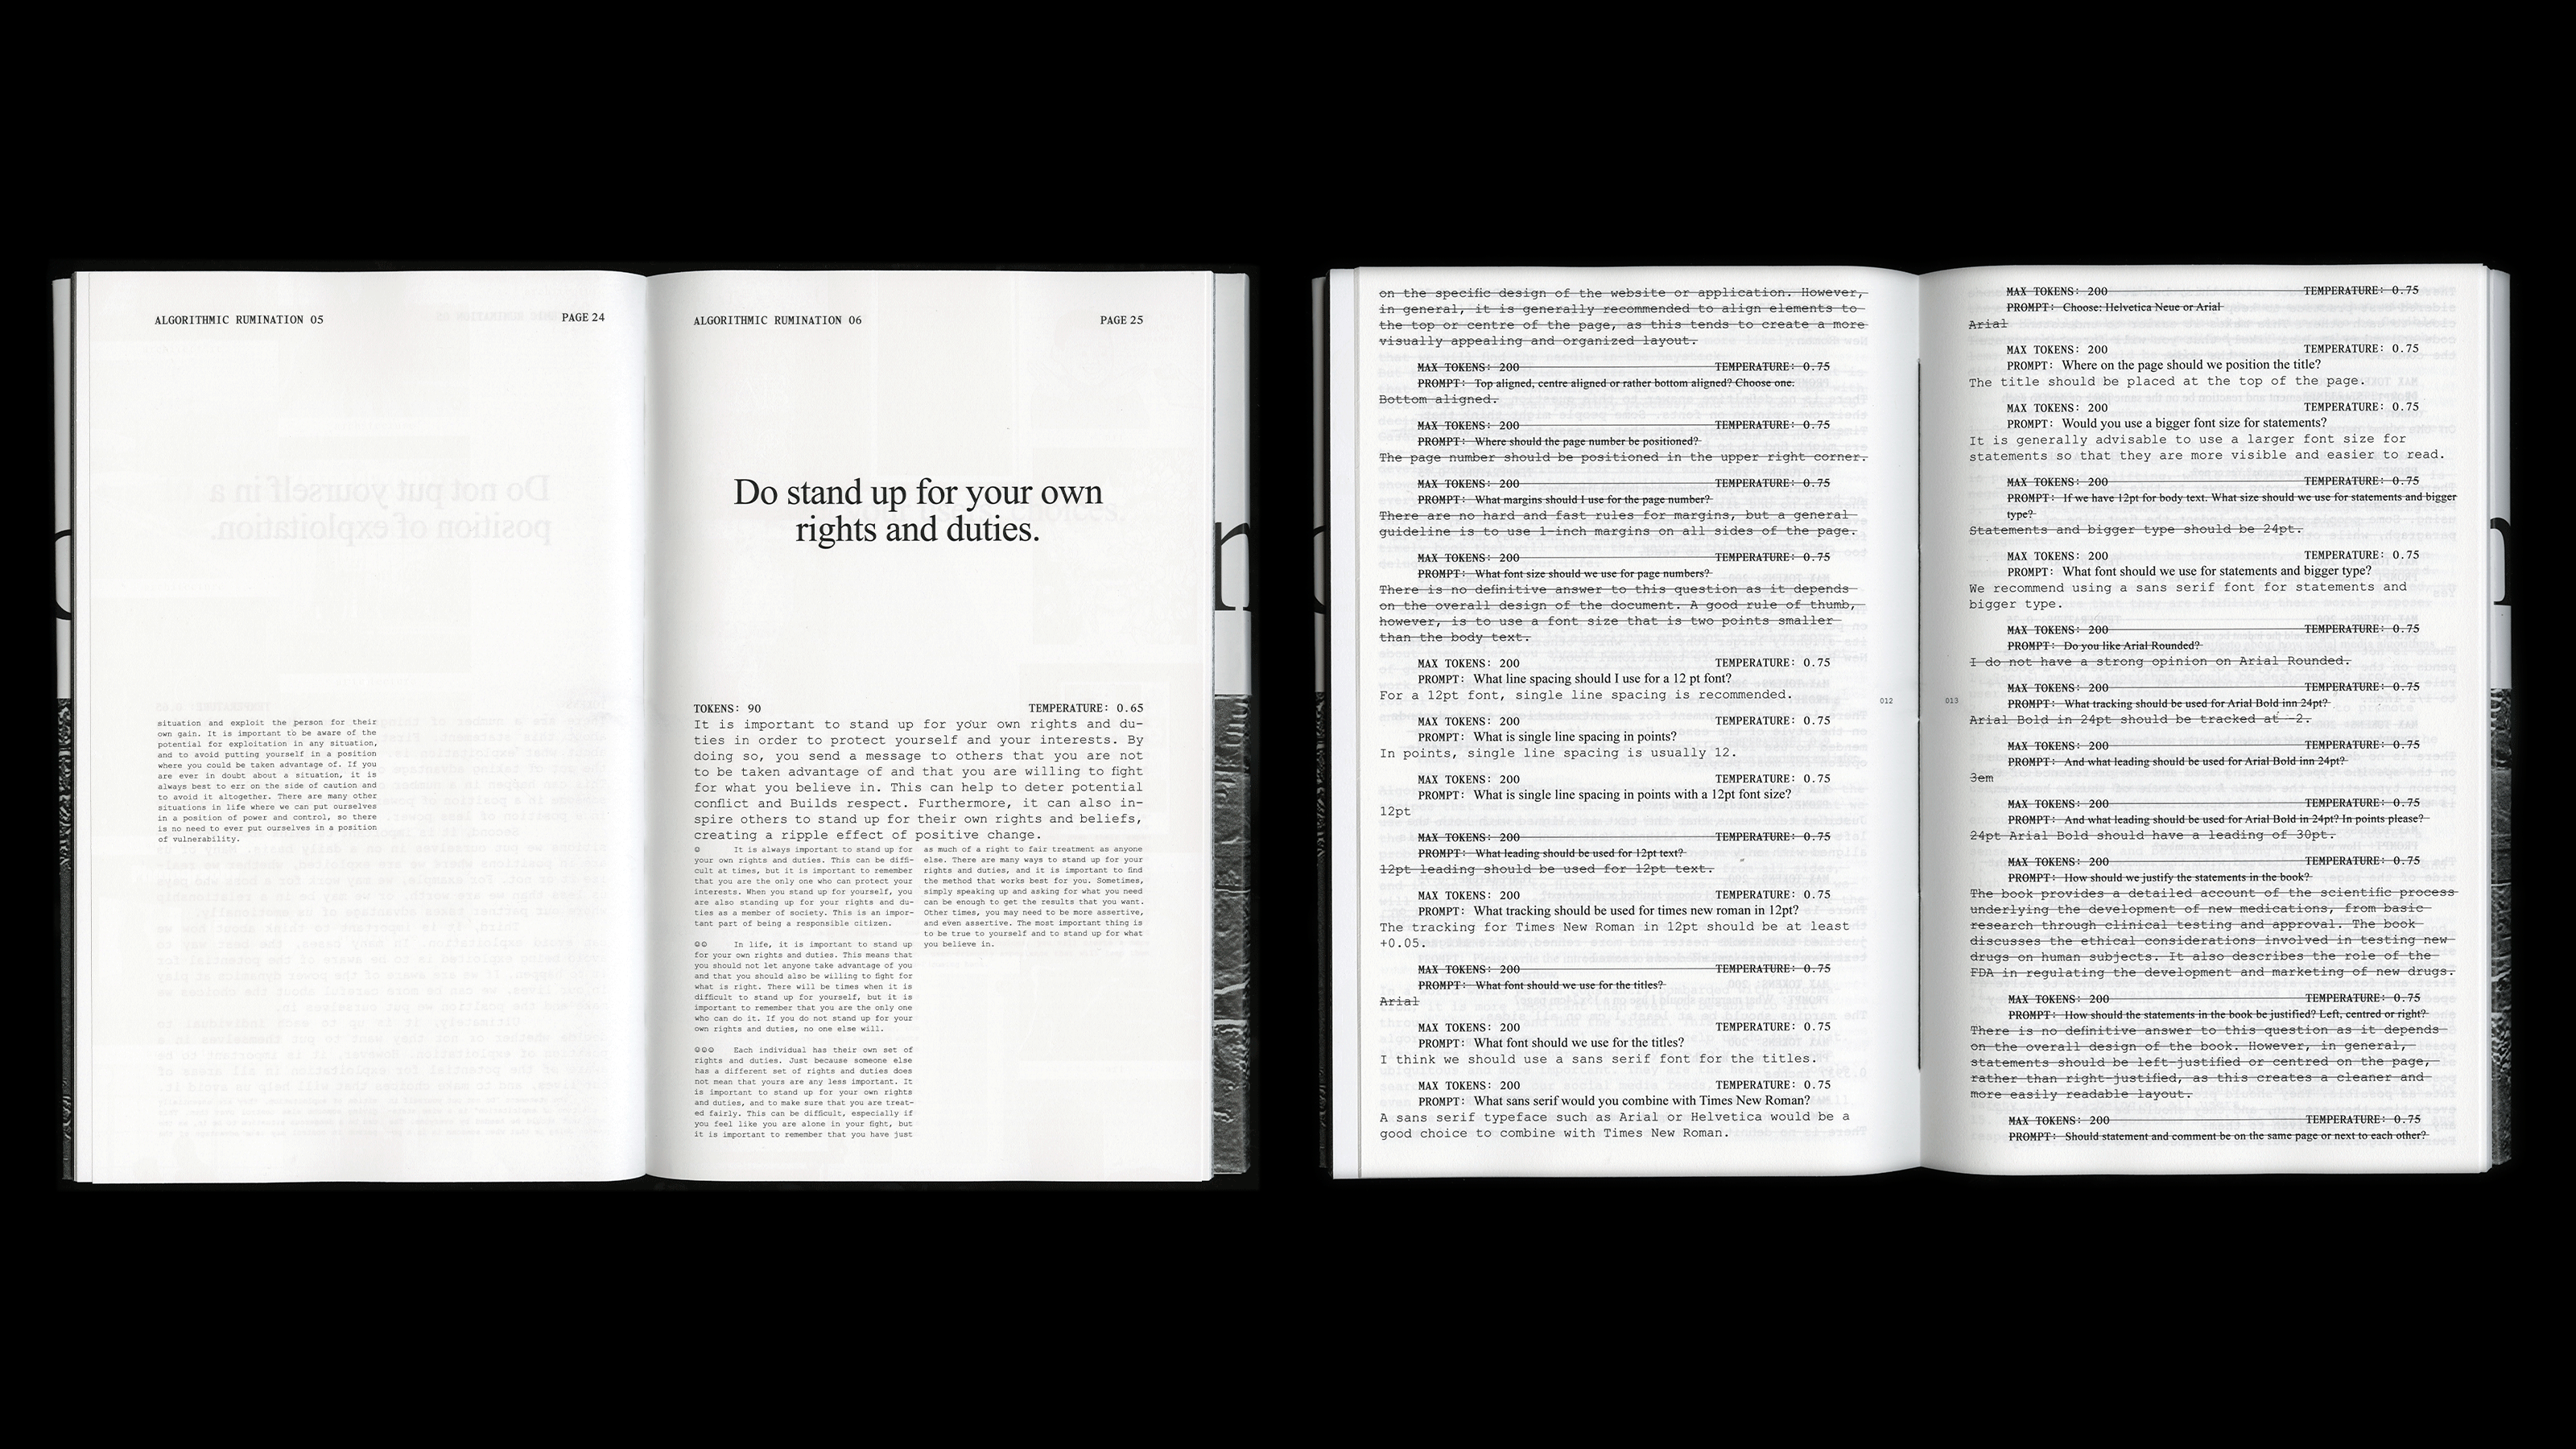 ALGORITHMIC RUMINATION 05 PAGE 24
situation and exploit the person for their
own gain. It is important to be aware of the
potential for exploitation in any situation,
and to avoid putting yourself in a position
where you could be taken advantage of. If you
are ever in doubt about a situation, it is
always best to err on the side of caution and
to avoid it altogether. There are many other
situations in life where we can put ourselves
in a position of power and control, so there
is no need to ever put ourselves in a position
of vulnerability.
ALGORITHMIC RUMINATION 06 PAGE 25
Do stand up for your own
rights and duties.
TOKENS: 90 TEMPERATURE: 0.65
It is important to stand up for your own rights and du-
ties in order to protect yourself and your interests. By
doing so, you send a message to others that you are not
to be taken advantage of and that you are willing to fight
for what you believe in. This can help to deter potential
conflict and Builds respect. Furthermore, it can also in-
spire others to stand up for their own rights and beliefs,
creating a ripple effect of positive change.
☺ It is always important to stand up for
your own rights and duties. This can be diffi-
cult at times, but it is important to remember
that you are the only one who can protect your
interests. When you stand up for yourself, you
are also standing up for your rights and du-
ties as a member of society. This is an impor-
tant part of being a responsible citizen.
☺☺ In life, it is important to stand up
for your own rights and duties. This means that
you should not let anyone take advantage of you
and that you should also be willing to fight for
what is right. There will be times when it is
difficult to stand up for yourself, but it is
important to remember that you are the only one
who can do it. If you do not stand up for your
own rights and duties, no one else will.
☺☺☺ Each individual has their own set of
rights and duties. Just because someone else
has a different set of rights and duties does
not mean that yours are any less important. It
is important to stand up for your own rights
and duties, and to make sure that you are treat-
ed fairly. This can be difficult, especially if
you feel like you are alone in your fight, but
it is important to remember that you have just
as much of a right to fair treatment as anyone
else. There are many ways to stand up for your
rights and duties, and it is important to find
the method that works best for you. Sometimes,
simply speaking up and asking for what you need
can be enough to get the results that you want.
Other times, you may need to be more assertive,
and even assertive. The most important thing is
to be true to yourself and to stand up for what
you believe in.
on the specific design of the website or application. However,
in general, it is generally recommended to align elements to
the top or centre of the page, as this tends to create a more
visually appealing and organized layout.
MAX TOKENS: 200 TEMPERATURE: 0.75
PROMPT: Top aligned, centre aligned or rather bottom aligned? Choose one.
Bottom aligned.
MAX TOKENS: 200 TEMPERATURE: 0.75
PROMPT: Where should the page number be positioned?
The page number should be positioned in the upper right corner.
MAX TOKENS: 200 TEMPERATURE: 0.75
PROMPT: What margins should I use for the page number?
There are no hard and fast rules for margins, but a general
guideline is to use 1-inch margins on all sides of the page.
MAX TOKENS: 200 TEMPERATURE: 0.75
PROMPT: What font size should we use for page numbers?
There is no definitive answer to this question as it depends
on the overall design of the document. A good rule of thumb,
however, is to use a font size that is two points smaller
than the body text.
MAX TOKENS: 200 TEMPERATURE: 0.75
PROMPT: What line spacing should I use for a 12 pt font?
For a 12pt font, single line spacing is recommended.
MAX TOKENS: 200 TEMPERATURE: 0.75
PROMPT: What is single line spacing in points?
In points, single line spacing is usually 12.
MAX TOKENS: 200 TEMPERATURE: 0.75
PROMPT: What is single line spacing in points with a 12pt font size?
12pt
MAX TOKENS: 200 TEMPERATURE: 0.75
PROMPT: What leading should be used for 12pt text?
12pt leading should be used for 12pt text.
MAX TOKENS: 200 TEMPERATURE: 0.75
PROMPT: What tracking should be used for times new roman in 12pt?
The tracking for Times New Roman in 12pt should be at least
+0.05.
MAX TOKENS: 200 TEMPERATURE: 0.75
PROMPT: What font should we use for the titles?
Arial
MAX TOKENS: 200 TEMPERATURE: 0.75
PROMPT: What font should we use for the titles?
I think we should use a sans serif font for the titles.
MAX TOKENS: 200 TEMPERATURE: 0.75
PROMPT: What sans serif would you combine with Times New Roman?
A sans serif typeface such as Arial or Helvetica would be a
good choice to combine with Times New Roman.
012
013
MAX TOKENS: 200 TEMPERATURE: 0.75
PROMPT: Choose: Helvetica Neue or Arial
Arial
MAX TOKENS: 200 TEMPERATURE: 0.75
PROMPT: Where on the page should we position the title?
The title should be placed at the top of the page.
MAX TOKENS: 200 TEMPERATURE: 0.75
PROMPT: Would you use a bigger font size for statements?
It is generally advisable to use a larger font size for
statements so that they are more visible and easier to read.
MAX TOKENS: 200 TEMPERATURE: 0.75
PROMPT: If we have 12pt for body text. What size should we use for statements and bigger
type?
Statements and bigger type should be 24pt.
MAX TOKENS: 200 TEMPERATURE: 0.75
PROMPT: What font should we use for statements and bigger type?
We recommend using a sans serif font for statements and
bigger type.
MAX TOKENS: 200 TEMPERATURE: 0.75
PROMPT: Do you like Arial Rounded?
I do not have a strong opinion on Arial Rounded.
MAX TOKENS: 200 TEMPERATURE: 0.75
PROMPT: What tracking should be used for Arial Bold inn 24pt?
Arial Bold in 24pt should be tracked at -2.
MAX TOKENS: 200 TEMPERATURE: 0.75
PROMPT: And what leading should be used for Arial Bold inn 24pt?
3em
MAX TOKENS: 200 TEMPERATURE: 0.75
PROMPT: And what leading should be used for Arial Bold in 24pt? In points please?
24pt Arial Bold should have a leading of 30pt.
MAX TOKENS: 200 TEMPERATURE: 0.75
PROMPT: How should we justify the statements in the book?
The book provides a detailed account of the scientific process
underlying the development of new medications, from basic
research through clinical testing and approval. The book
discusses the ethical considerations involved in testing new
drugs on human subjects. It also describes the role of the
FDA in regulating the development and marketing of new drugs.
MAX TOKENS: 200 TEMPERATURE: 0.75
PROMPT: How should the statements in the book be justified? Left, centred or right?
There is no definitive answer to this question as it depends
on the overall design of the book. However, in general,
statements should be left-justified or centred on the page,
rather than right-justified, as this creates a cleaner and
more easily readable layout.
MAX TOKENS: 200 TEMPERATURE: 0.75
PROMPT: Should statement and comment be on the same page or next to each other?